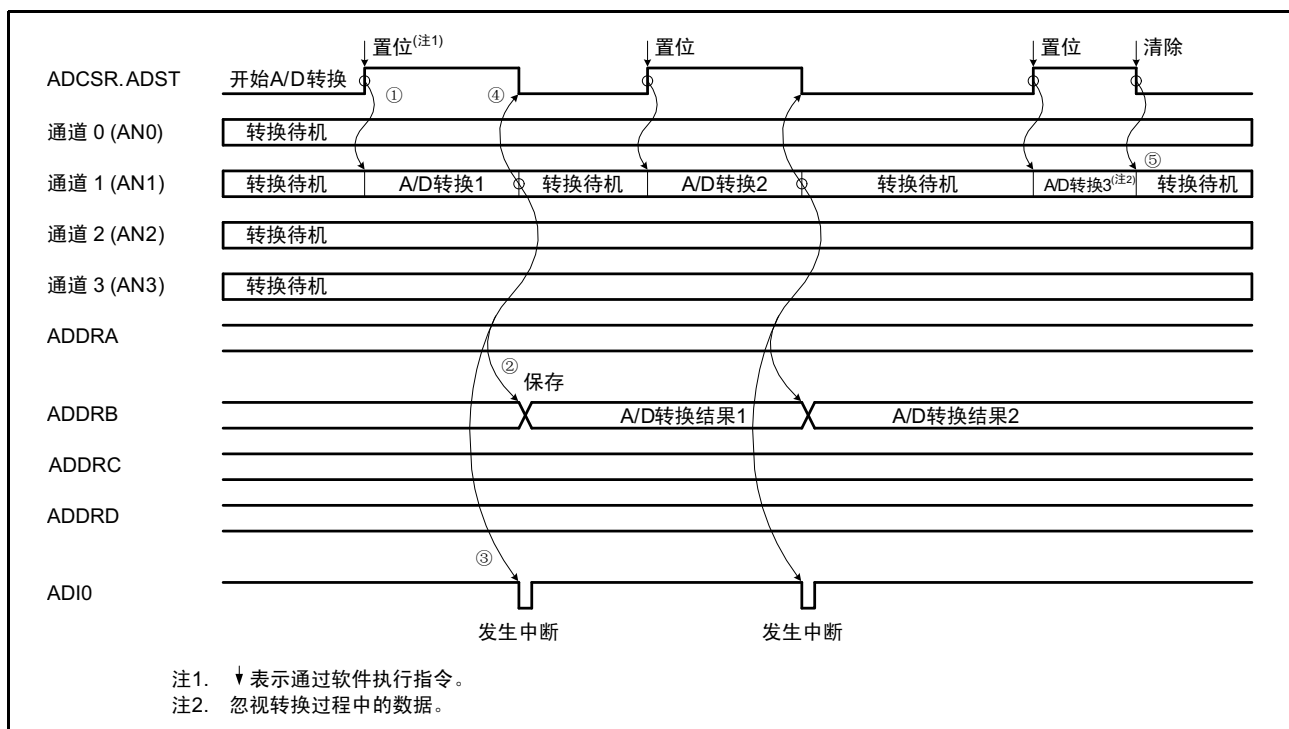 置位(注1) 置位 置位 清除
ADCSR.ADST 开始A/D转换 ① ④
通道 0 (AN0) 转换待机
⑤
通道 1 (AN1) 转换待机 A/D转换1 转换待机 A/D转换2 转换待机 A/D转换3(注2) 转换待机
通道 2 (AN2) 转换待机
通道 3 (AN3) 转换待机
ADDRA
② 保存
ADDRB A/D转换结果1 A/D转换结果2
ADDRC
ADDRD
③
ADI0
发生中断 发生中断
注1. 表示通过软件执行指令。
注2. 忽视转换过程中的数据。